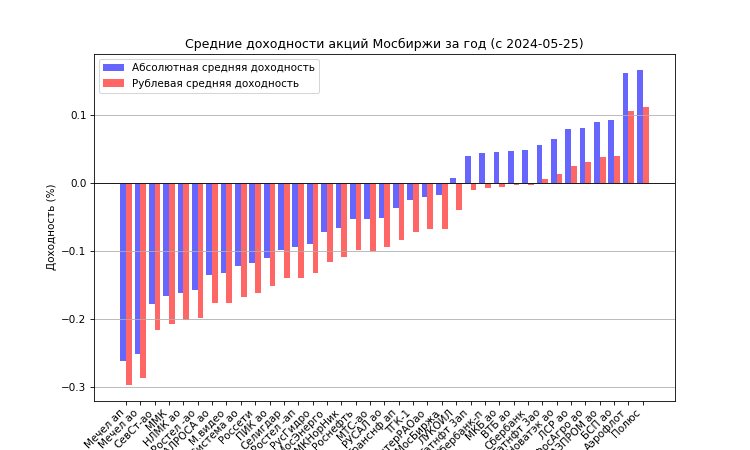 Средние доходности акций Мосбиржи за год (с 2024-05-25)
Абсолютная средняя доходность
Рублевая средняя доходность
Доходность (%)
0.1
0.0
−0.1
−0.2
−0.3
Мечел ап
Мечел ао
СевСт-ао
ММК
НЛМК ао
Ростел -ао
АЛРОСА ао
М.видео
Система ао
Россети
ПИК ао
Селигдар
Ростел -ап
РусГидро
МосЭнерго
ГМКНорНик
Роснефть
МТС-ао
РУСАЛ ао
Транснф ап
ТГК-1
ИнтерРАОао
МосБиржа
ЛУКОЙЛ
Татнфт 3ап
Сбербанк-п
МКБ ао
ВТБ ао
Сбербанк
Татнфт 3ао
Новатэк ао
ЛСР ао
ФосАгро ао
ГАЗПРОМ ао
БСП ао
Аэрофлот
Полюс